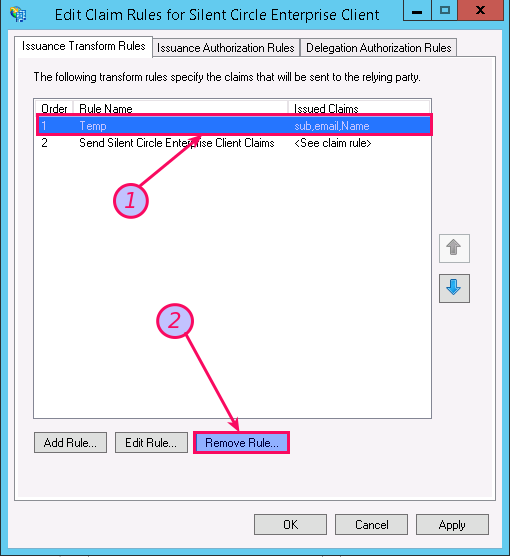 Edit Claim Rules for Silent Circle Enterprise Client
Issuance Transform Rules Issuance Authorization Rules Delegation Authorization Rules
The following transform rules specify the claims that will be sent to the relying party.
Order Rule Name Issued Claims
1 Temp sub,email,Name
2 Send Silent Circle Enterprise Client Claims <See claim rule>
1
2
Add Rule... Edit Rule... Remove Rule...
OK Cancel Apply